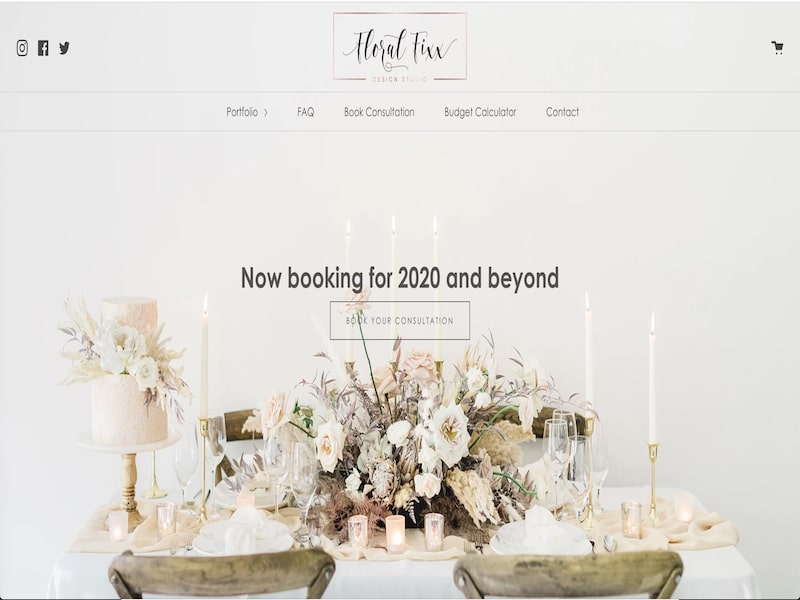 Floral Fixx
DESIGN STUDIO
Portfolio
FAQ
Book Consultation
Budget Calculator
Contact
Now booking for 2020 and beyond
BOOK YOUR CONSULTATION